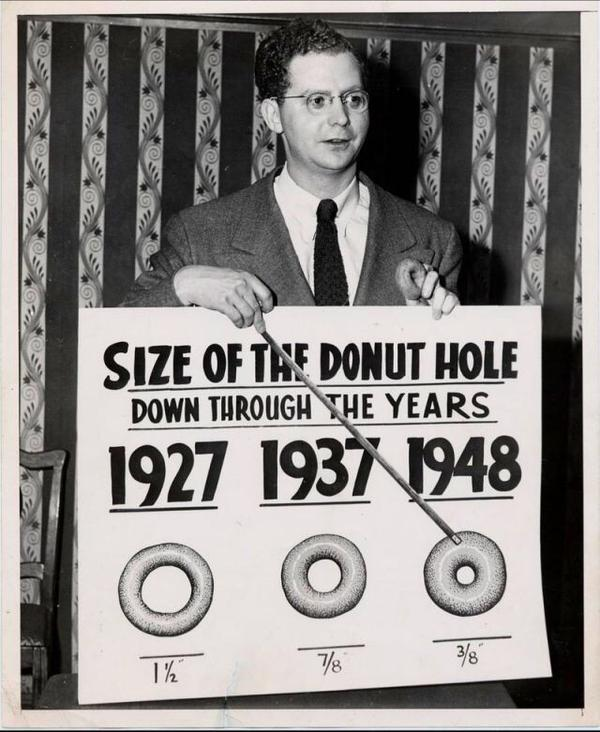 SIZE OF THE DONUT HOLE
DOWN THROUGH THE YEARS
1927 1937 1948
1½" 7/8" 3/8"